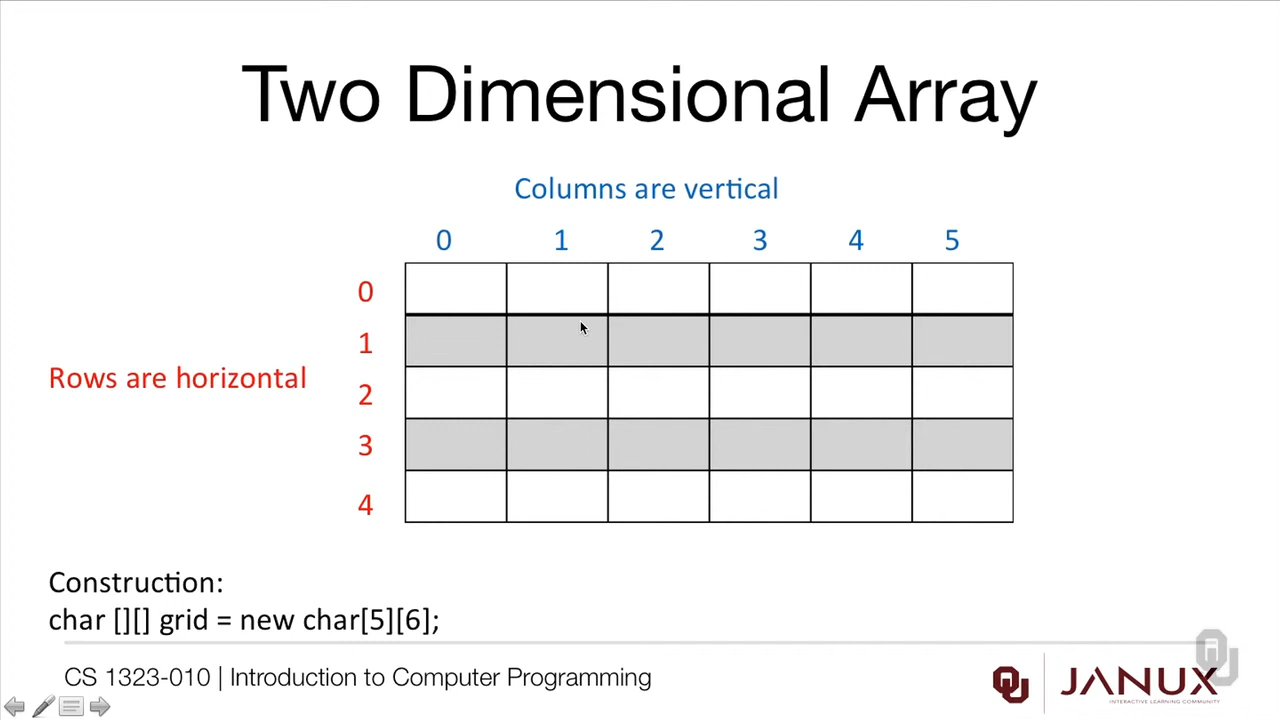 Two Dimensional Array
Columns are vertical
0 1 2 3 4 5
0
1
Rows are horizontal
2
3
4
Construction:
char [][] grid = new char[5][6];
CS 1323-010 | Introduction to Computer Programming
JANUX
INTERACTIVE LEARNING COMMUNITY